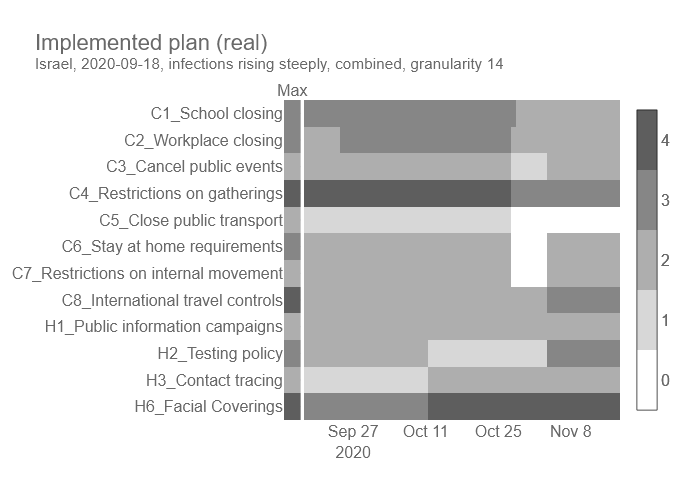 Implemented plan (real)
Israel, 2020-09-18, infections rising steeply, combined, granularity 14
Max
C1_School closing
C2_Workplace closing
C3_Cancel public events
C4_Restrictions on gatherings
C5_Close public transport
C6_Stay at home requirements
C7_Restrictions on internal movement
C8_International travel controls
H1_Public information campaigns
H2_Testing policy
H3_Contact tracing
H6_Facial Coverings
4
3
2
1
0
Sep 27 Oct 11 Oct 25 Nov 8
2020